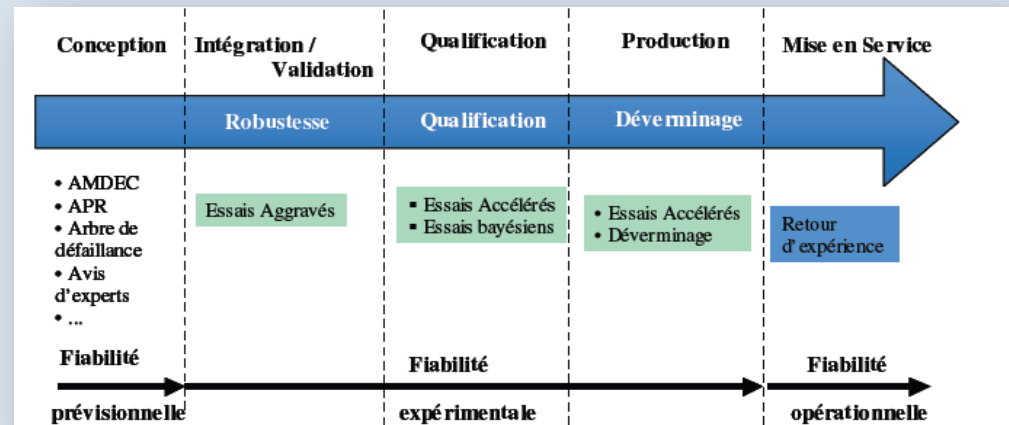 Conception
Intégration /
Validation
Qualification
Production
Mise en Service
Robustesse
Qualification
Déverminage
• AMDEC
• APR
• Arbre de
défaillance
• Avis
d'experts
• ...
Essais Aggravés
▪ Essais Accélérés
▪ Essais bayésiens
• Essais Accélérés
• Déverminage
Retour
d'expérience
Fiabilité
prévisionnelle
Fiabilité
expérimentale
Fiabilité
opérationnelle